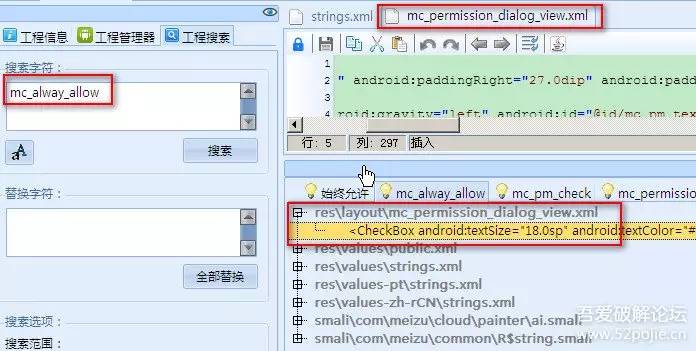 工程信息 工程管理器 工程搜索
搜索字符：
mc_alway_allow
搜索
替换字符：
全部替换
搜索选项：
搜索范围：
strings.xml mc_permission_dialog_view.xml
1
2 " android:paddingRight="27.0dip" android:padd
3
4 roid:gravity="left" android:id="@id/mc_pm_tex
行：5 列：297 插入
始终允许 mc_alway_allow mc_pm_check mc_permission
res\layout\mc_permission_dialog_view.xml
<CheckBox android:textSize="18.0sp" android:textColor="#
res\values\public.xml
res\values\strings.xml
res\values-pt\strings.xml
res\values-zh-rCN\strings.xml
smali\com\meizu\cloud\painter\ai.smali
smali\com\meizu\common\R$string.smali
吾爱破解论坛
www.52pojie.cn